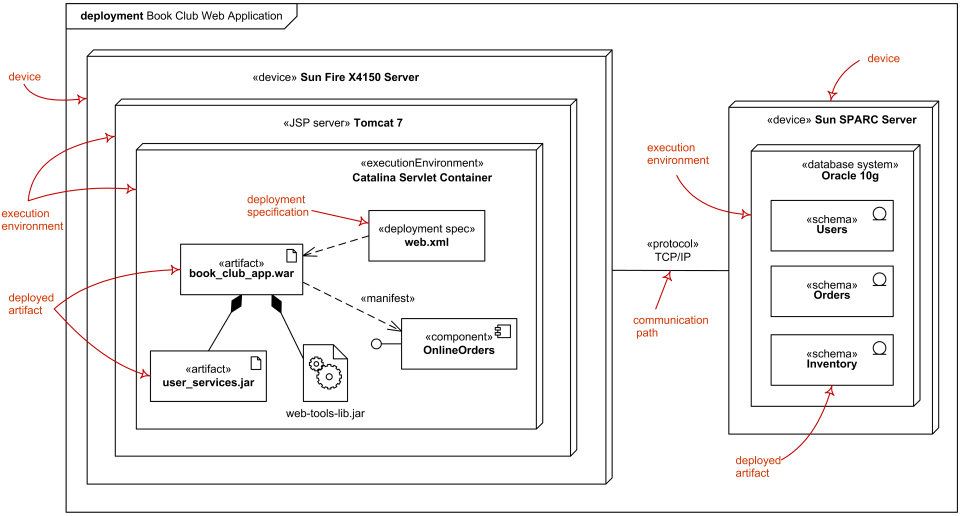 deployment Book Club Web Application
device
«device» Sun Fire X4150 Server
«JSP server» Tomcat 7
«executionEnvironment»
Catalina Servlet Container
execution
environment
deployment
specification
«deployment spec»
web.xml
«artifact»
book_club_app.war
deployed
artifact
«manifest»
«component»
OnlineOrders
«artifact»
user_services.jar
web-tools-lib.jar
«protocol»
TCP/IP
communication
path
device
«device» Sun SPARC Server
execution
environment
«database system»
Oracle 10g
«schema»
Users
«schema»
Orders
«schema»
Inventory
deployed
artifact